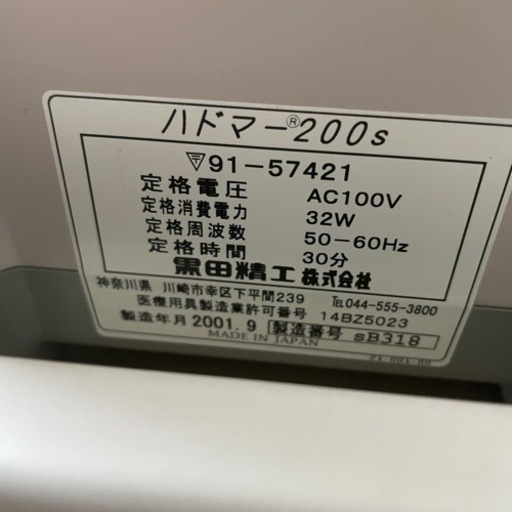 ハドマー®200s
〒91-57421
定格電圧 AC100V
定格消費電力 32W
定格周波数 50-60Hz
定格時間 30分
黒田精工株式会社
神奈川県 川崎市幸区下平間239 TEL044-555-3800
医療用具製造業許可番号 14BZ5023
製造年月 2001.9 製造番号 sB318
MADE IN JAPAN